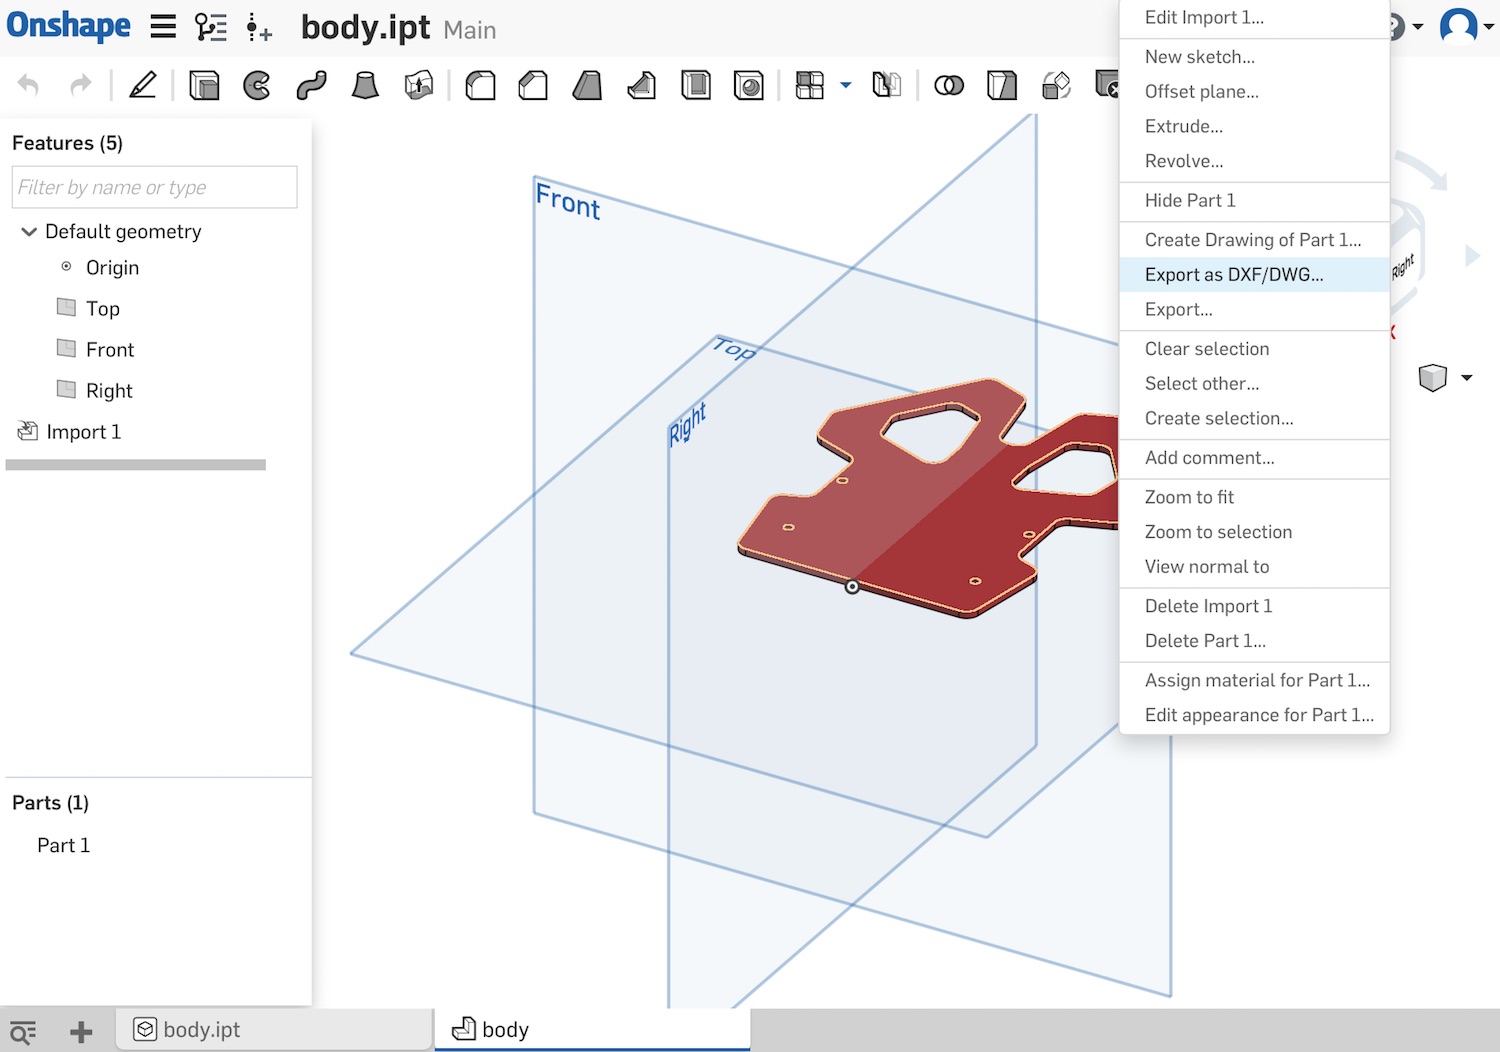 Onshape
body.ipt Main
Features (5)
Filter by name or type
Default geometry
Origin
Top
Front
Right
Import 1
Parts (1)
Part 1
Front
Top
Right
Edit Import 1...
New sketch...
Offset plane...
Extrude...
Revolve...
Hide Part 1
Create Drawing of Part 1...
Export as DXF/DWG...
Export...
Clear selection
Select other...
Create selection...
Add comment...
Zoom to fit
Zoom to selection
View normal to
Delete Import 1
Delete Part 1...
Assign material for Part 1...
Edit appearance for Part 1...
?
Right
X
body.ipt
body